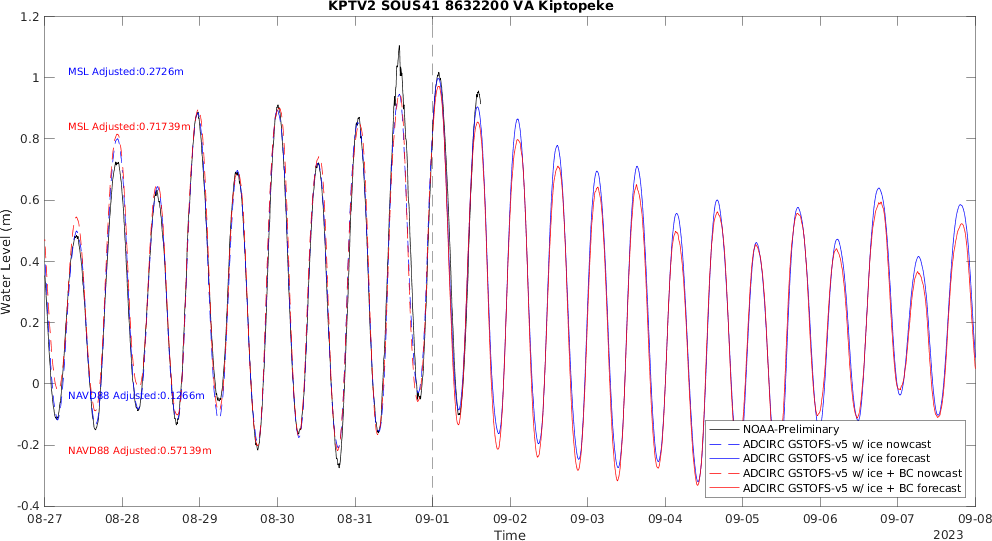 KPTV2 SOUS41 8632200 VA Kiptopeke
1.2
1
0.8
0.6
0.4
0.2
0
-0.2
-0.4
Water Level (m)
MSL Adjusted:0.2726m
MSL Adjusted:0.71739m
NAVD88 Adjusted:0.1266m
NAVD88 Adjusted:0.57139m
NOAA-Preliminary
ADCIRC GSTOFS-v5 w/ ice nowcast
ADCIRC GSTOFS-v5 w/ ice forecast
ADCIRC GSTOFS-v5 w/ ice + BC nowcast
ADCIRC GSTOFS-v5 w/ ice + BC forecast
08-27 08-28 08-29 08-30 08-31 09-01 09-02 09-03 09-04 09-05 09-06 09-07 09-08
Time
2023